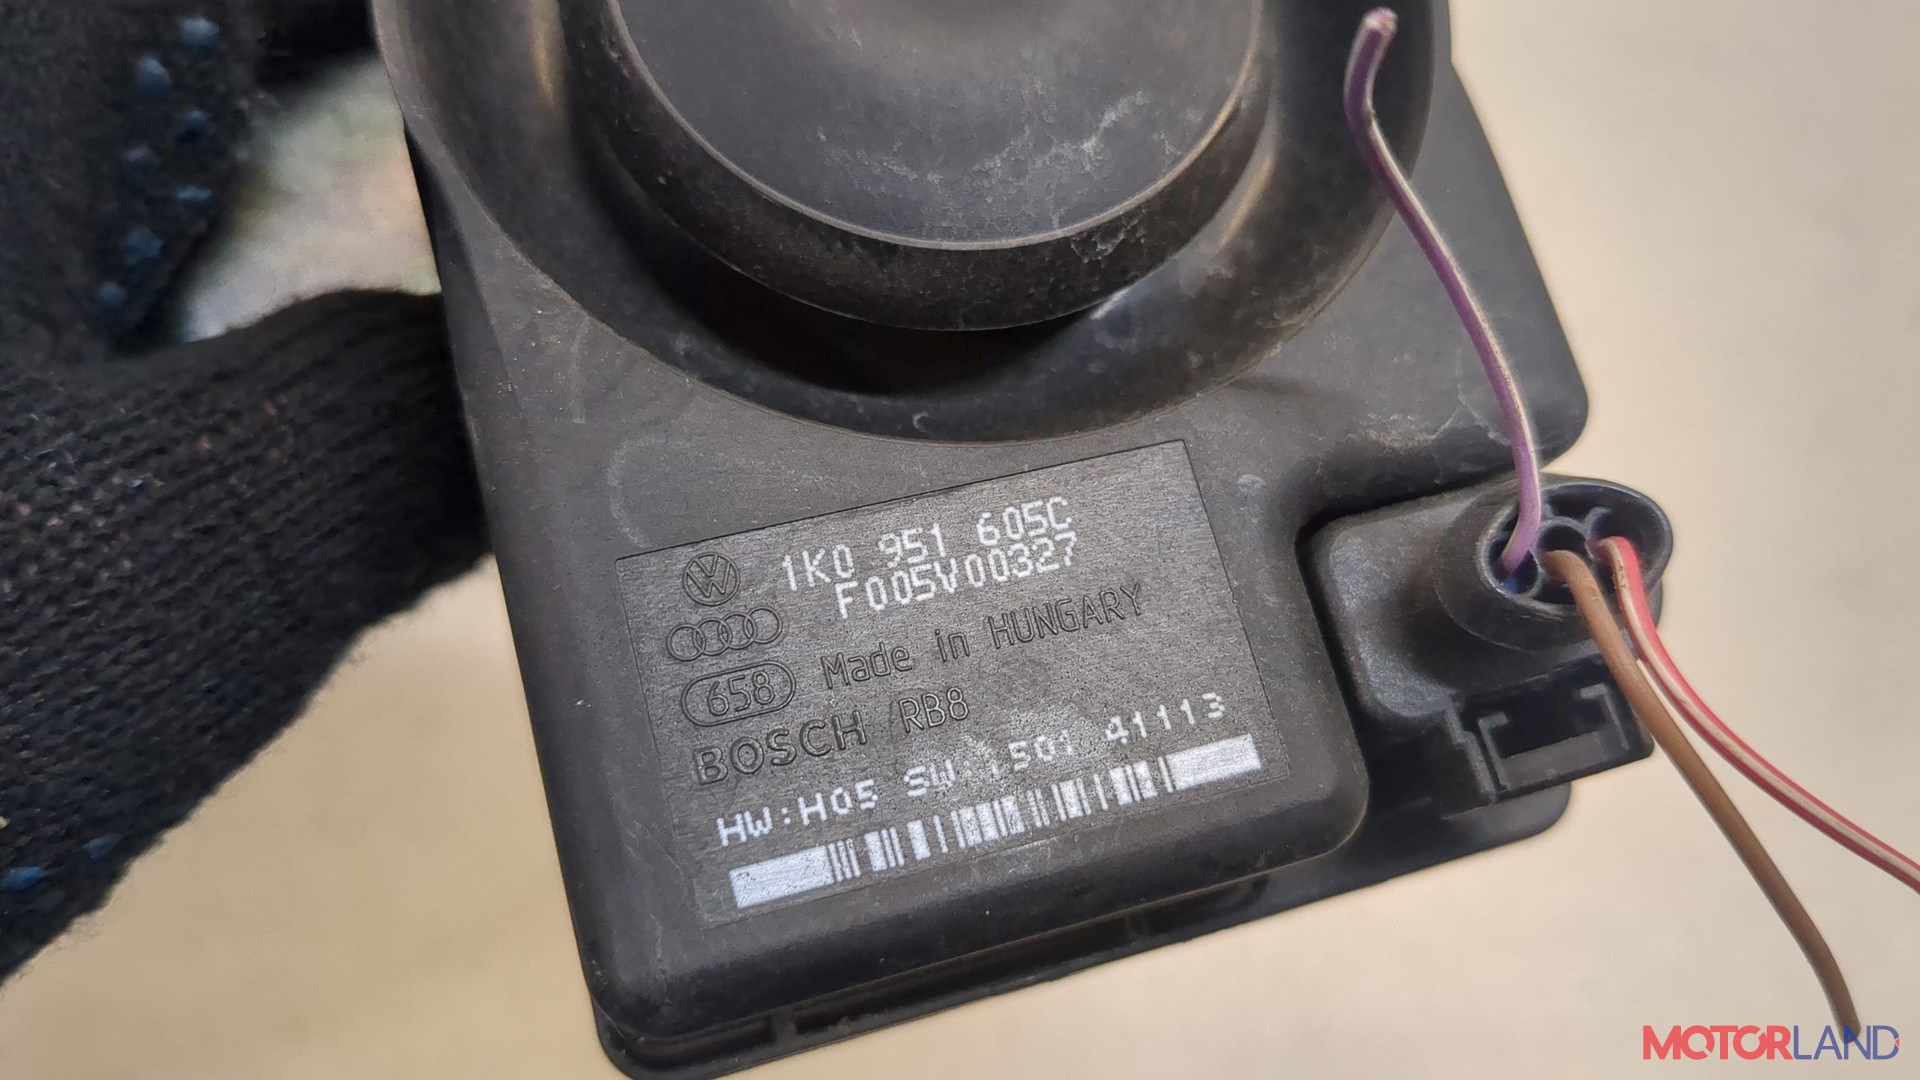 1K0 951 605C
F005V00327
Made in HUNGARY
658
BOSCH RB8
HW:H05 SW:1501 41113
MOTORLAND